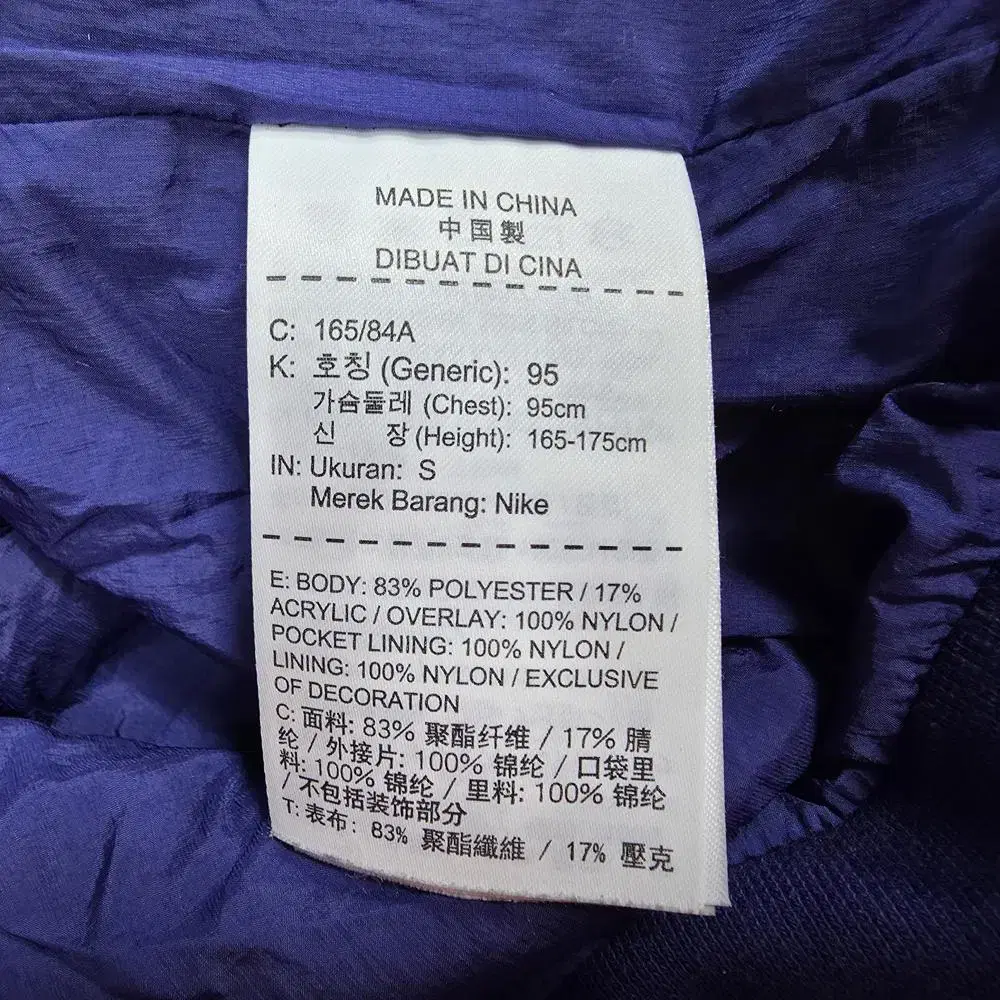 MADE IN CHINA
中国製
DIBUAT DI CINA
C: 165/84A
K: 호칭 (Generic): 95
가슴둘레 (Chest): 95cm
신 장 (Height): 165-175cm
IN: Ukuran: S
Merek Barang: Nike
E: BODY: 83% POLYESTER / 17%
ACRYLIC / OVERLAY: 100% NYLON /
POCKET LINING: 100% NYLON /
LINING: 100% NYLON / EXCLUSIVE
OF DECORATION
C: 面料: 83% 聚酯纤维 / 17% 腈
纶 / 外接片: 100% 锦纶 / 口袋里
料: 100% 锦纶 / 里料: 100% 锦纶
/ 不包括装饰部分
T: 表布: 83% 聚酯纖維 / 17% 壓克